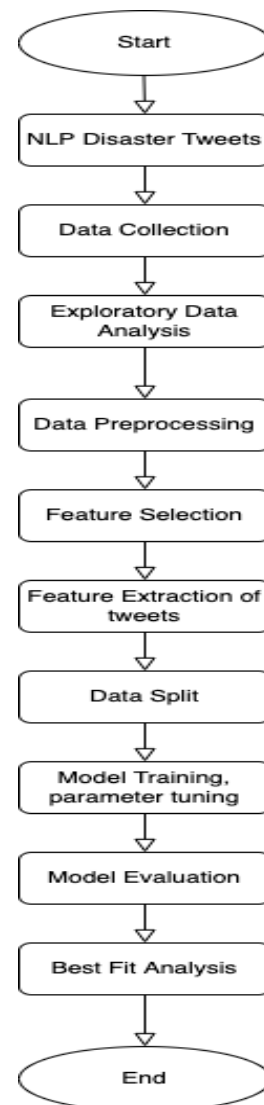 Start
NLP Disaster Tweets
Data Collection
Exploratory Data
Analysis
Data Preprocessing
Feature Selection
Feature Extraction of
tweets
Data Split
Model Training,
parameter tuning
Model Evaluation
Best Fit Analysis
End